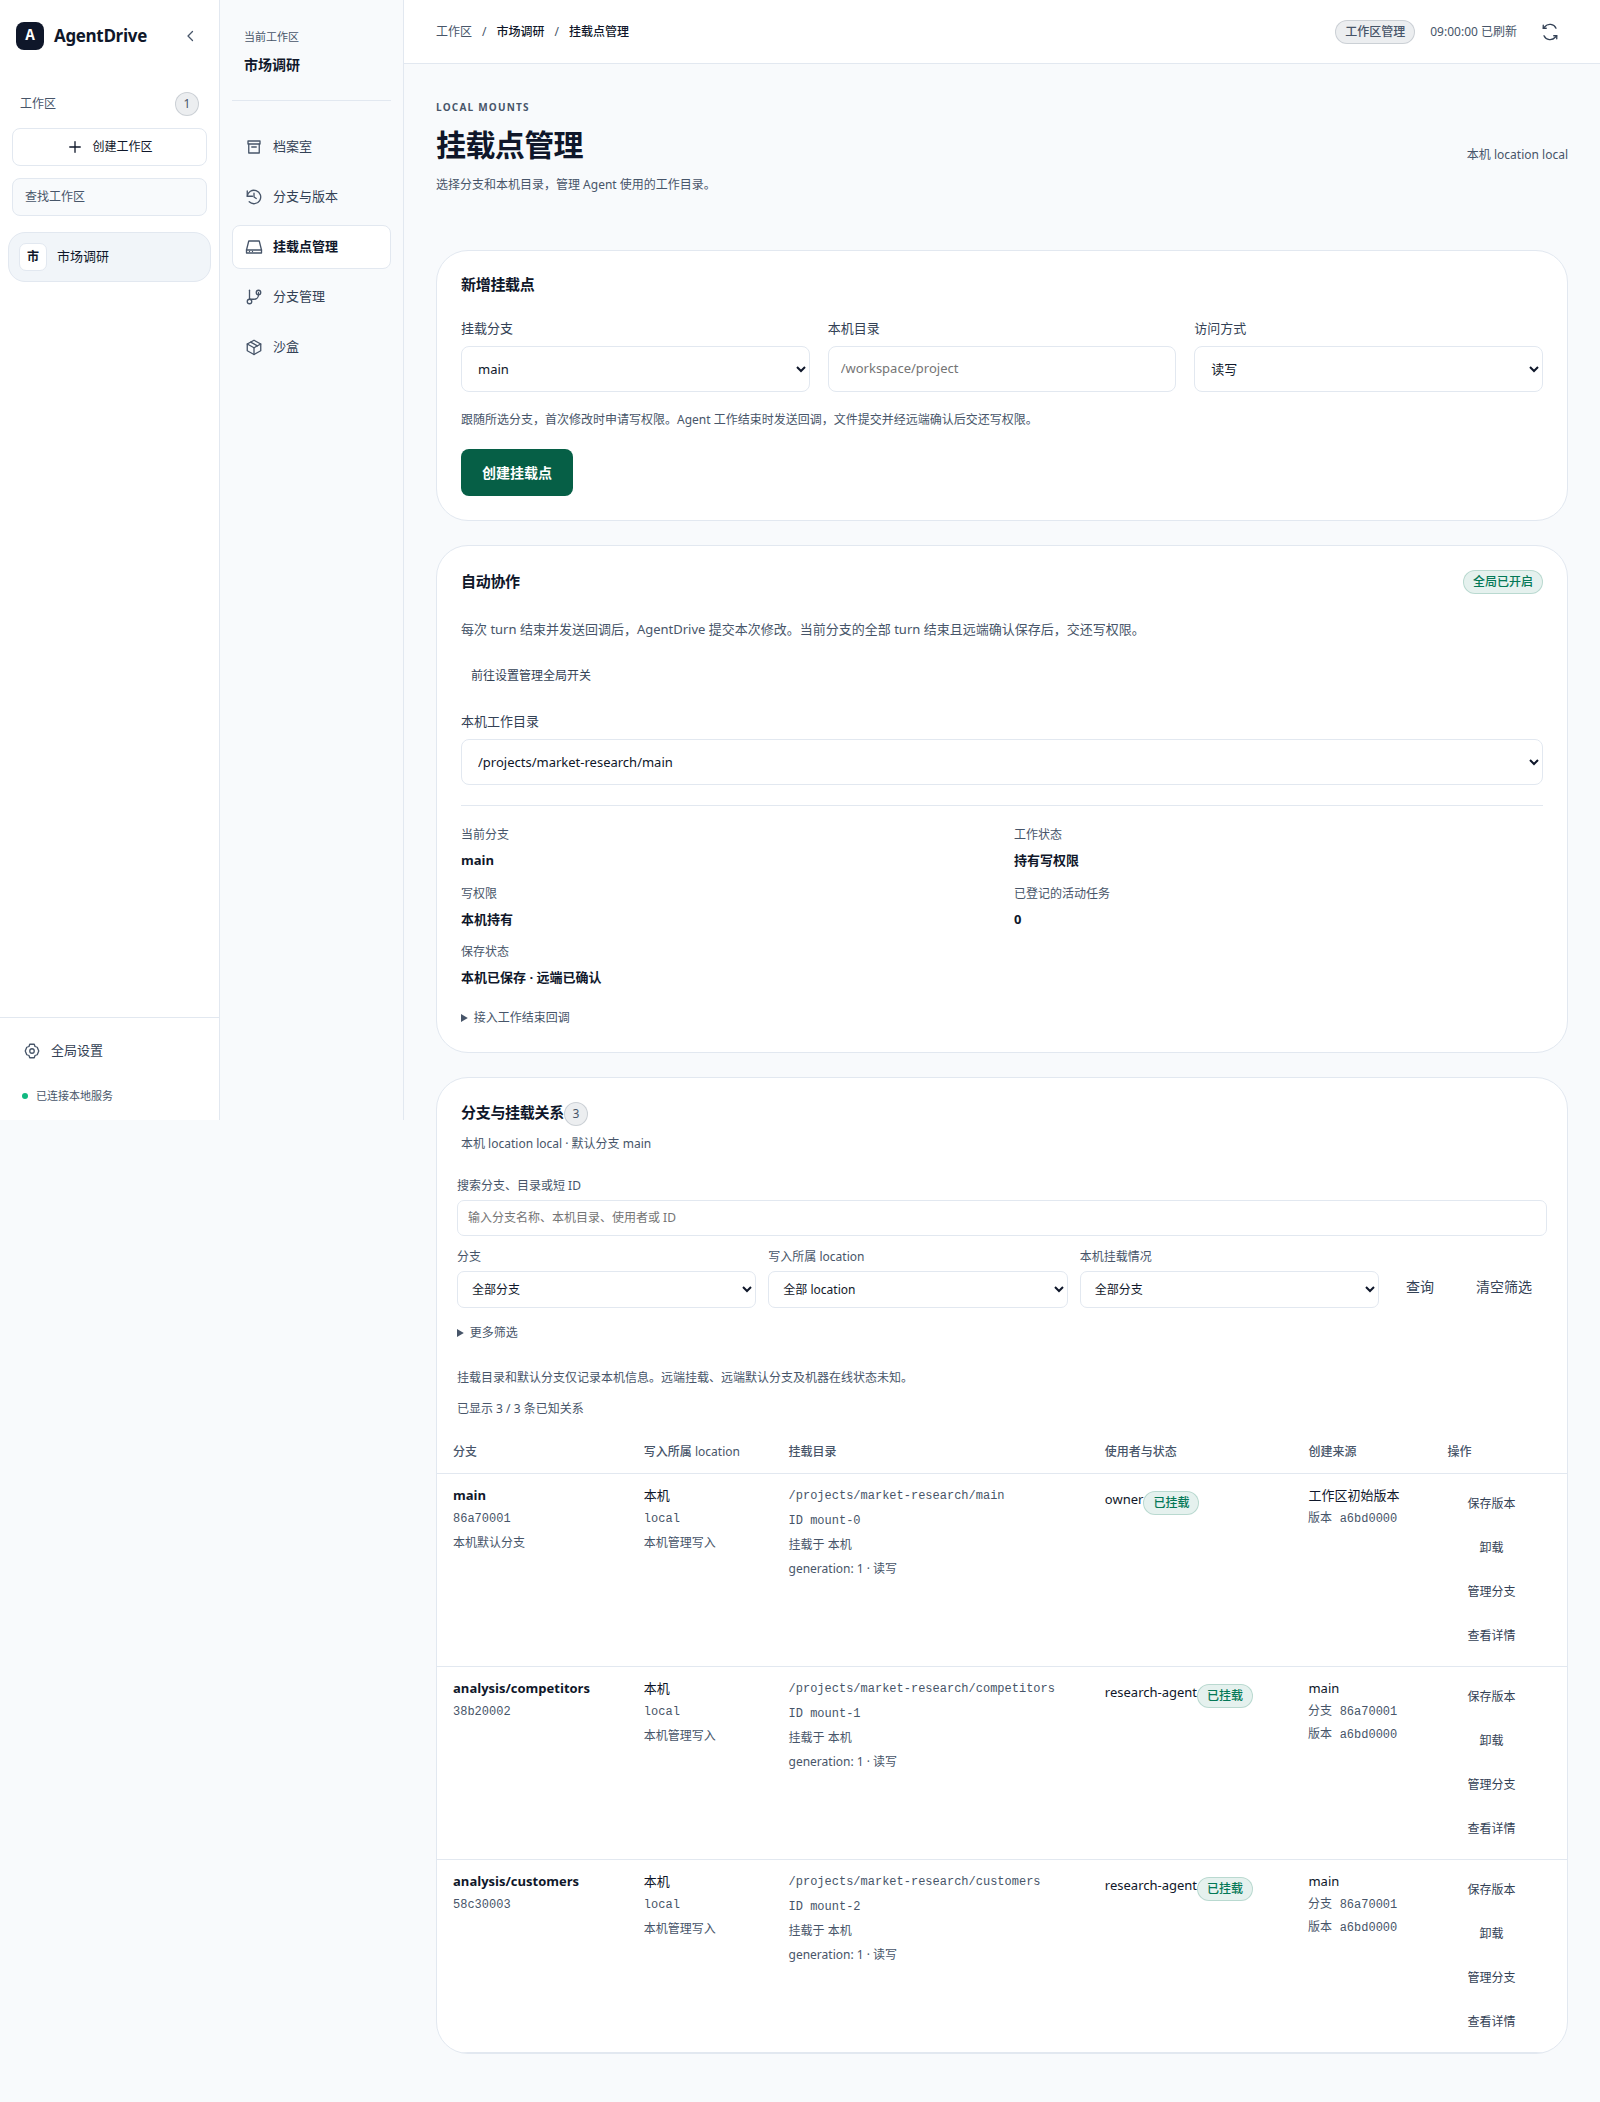 A AgentDrive
工作区 1
创建工作区
查找工作区
市 市场调研
全局设置
已连接本地服务
当前工作区
市场调研
档案室
分支与版本
挂载点管理
分支管理
沙盒
工作区 / 市场调研 / 挂载点管理
工作区管理 09:00:00 已刷新
LOCAL MOUNTS
挂载点管理
本机 location local
选择分支和本机目录，管理 Agent 使用的工作目录。
新增挂载点
挂载分支 本机目录 访问方式
main /workspace/project 读写
跟随所选分支，首次修改时申请写权限。Agent 工作结束时发送回调，文件提交并经远端确认后交还写权限。
创建挂载点
自动协作 全局已开启
每次 turn 结束并发送回调后，AgentDrive 提交本次修改。当前分支的全部 turn 结束且远端确认保存后，交还写权限。
前往设置管理全局开关
本机工作目录
/projects/market-research/main
当前分支 工作状态
main 持有写权限
写权限 已登记的活动任务
本机持有 0
保存状态
本机已保存 · 远端已确认
接入工作结束回调
分支与挂载关系 3
本机 location local · 默认分支 main
搜索分支、目录或短 ID
输入分支名称、本机目录、使用者或 ID
分支 写入所属 location 本机挂载情况
全部分支 全部 location 全部分支 查询 清空筛选
更多筛选
挂载目录和默认分支仅记录本机信息。远端挂载、远端默认分支及机器在线状态未知。
已显示 3 / 3 条已知关系
分支 写入所属 location 挂载目录 使用者与状态 创建来源 操作
main 本机 /projects/market-research/main owner 已挂载 工作区初始版本 保存版本
86a70001 local ID mount-0 版本 a6bd0000
本机默认分支 本机管理写入 挂载于 本机 卸载
generation: 1 · 读写
管理分支
查看详情
analysis/competitors 本机 /projects/market-research/competitors research-agent 已挂载 main 保存版本
38b20002 local ID mount-1 分支 86a70001
本机管理写入 挂载于 本机 版本 a6bd0000 卸载
generation: 1 · 读写
管理分支
查看详情
analysis/customers 本机 /projects/market-research/customers research-agent 已挂载 main 保存版本
58c30003 local ID mount-2 分支 86a70001
本机管理写入 挂载于 本机 版本 a6bd0000 卸载
generation: 1 · 读写
管理分支
查看详情